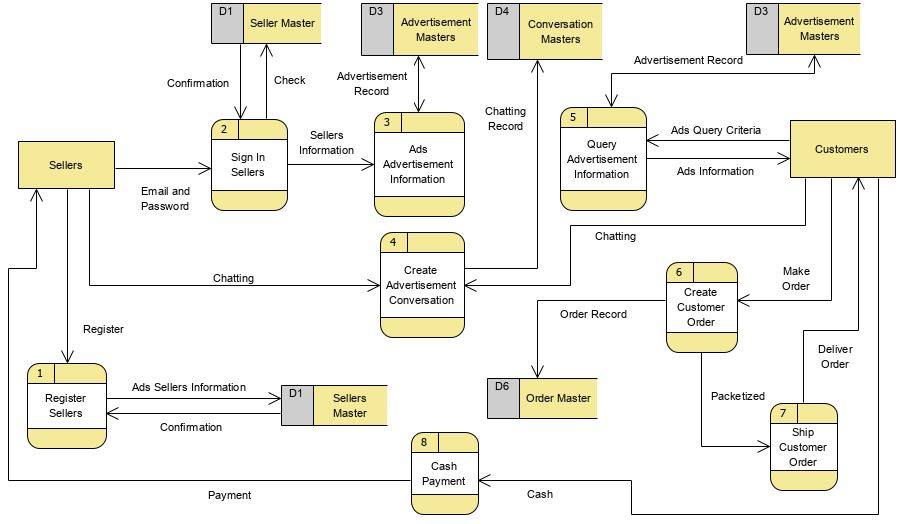 D1
Seller Master
D3
Advertisement
Masters
D4
Conversation
Masters
D3
Advertisement
Masters
Confirmation
Check
Advertisement
Record
Chatting
Record
Advertisement Record
Sellers
Email and
Password
2
Sign In
Sellers
Sellers
Information
3
Ads
Advertisement
Information
5
Query
Advertisement
Information
Ads Query Criteria
Ads Information
Customers
Chatting
4
Create
Advertisement
Conversation
Chatting
6
Create
Customer
Order
Make
Order
Order Record
Register
Deliver
Order
1
Register
Sellers
Ads Sellers Information
Confirmation
D1
Sellers
Master
D6
Order Master
Packetized
7
Ship
Customer
Order
8
Cash
Payment
Payment
Cash